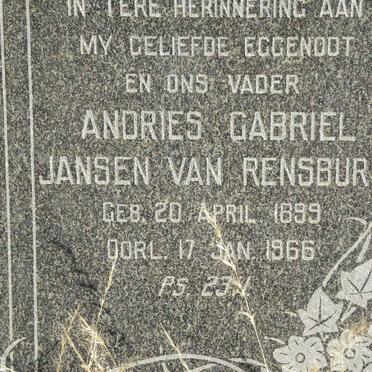 IN TERE HERINNERING AAN
MY GELIEFDE EGGENOOT
EN ONS VADER
ANDRIES GABRIEL
JANSEN VAN RENSBUR
GEB. 20 APRIL 1899
OORL. 17 JAN. 1966
PS. 23:1